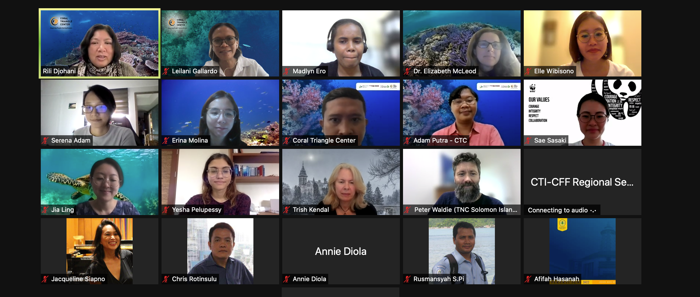 Rili Djohani
Leilani Gallardo
Madlyn Ero
Dr. Elizabeth McLeod
Elle Wibisono
Serena Adam
Erina Molina
Coral Triangle Center
Adam Putra - CTC
WWF
OUR VALUES
COURAGE
INTEGRITY
RESPECT
COLLABORATION
Sae Sasaki
Jia Ling
Yesha Pelupessy
Trish Kendal
Peter Waldie (TNC Solomon Islan...
CTI-CFF Regional Se...
Connecting to audio
Jacqueline Siapno
Chris Rotinsulu
Annie Diola
Annie Diola
Rusmansyah S.Pi
Afifah Hasanah